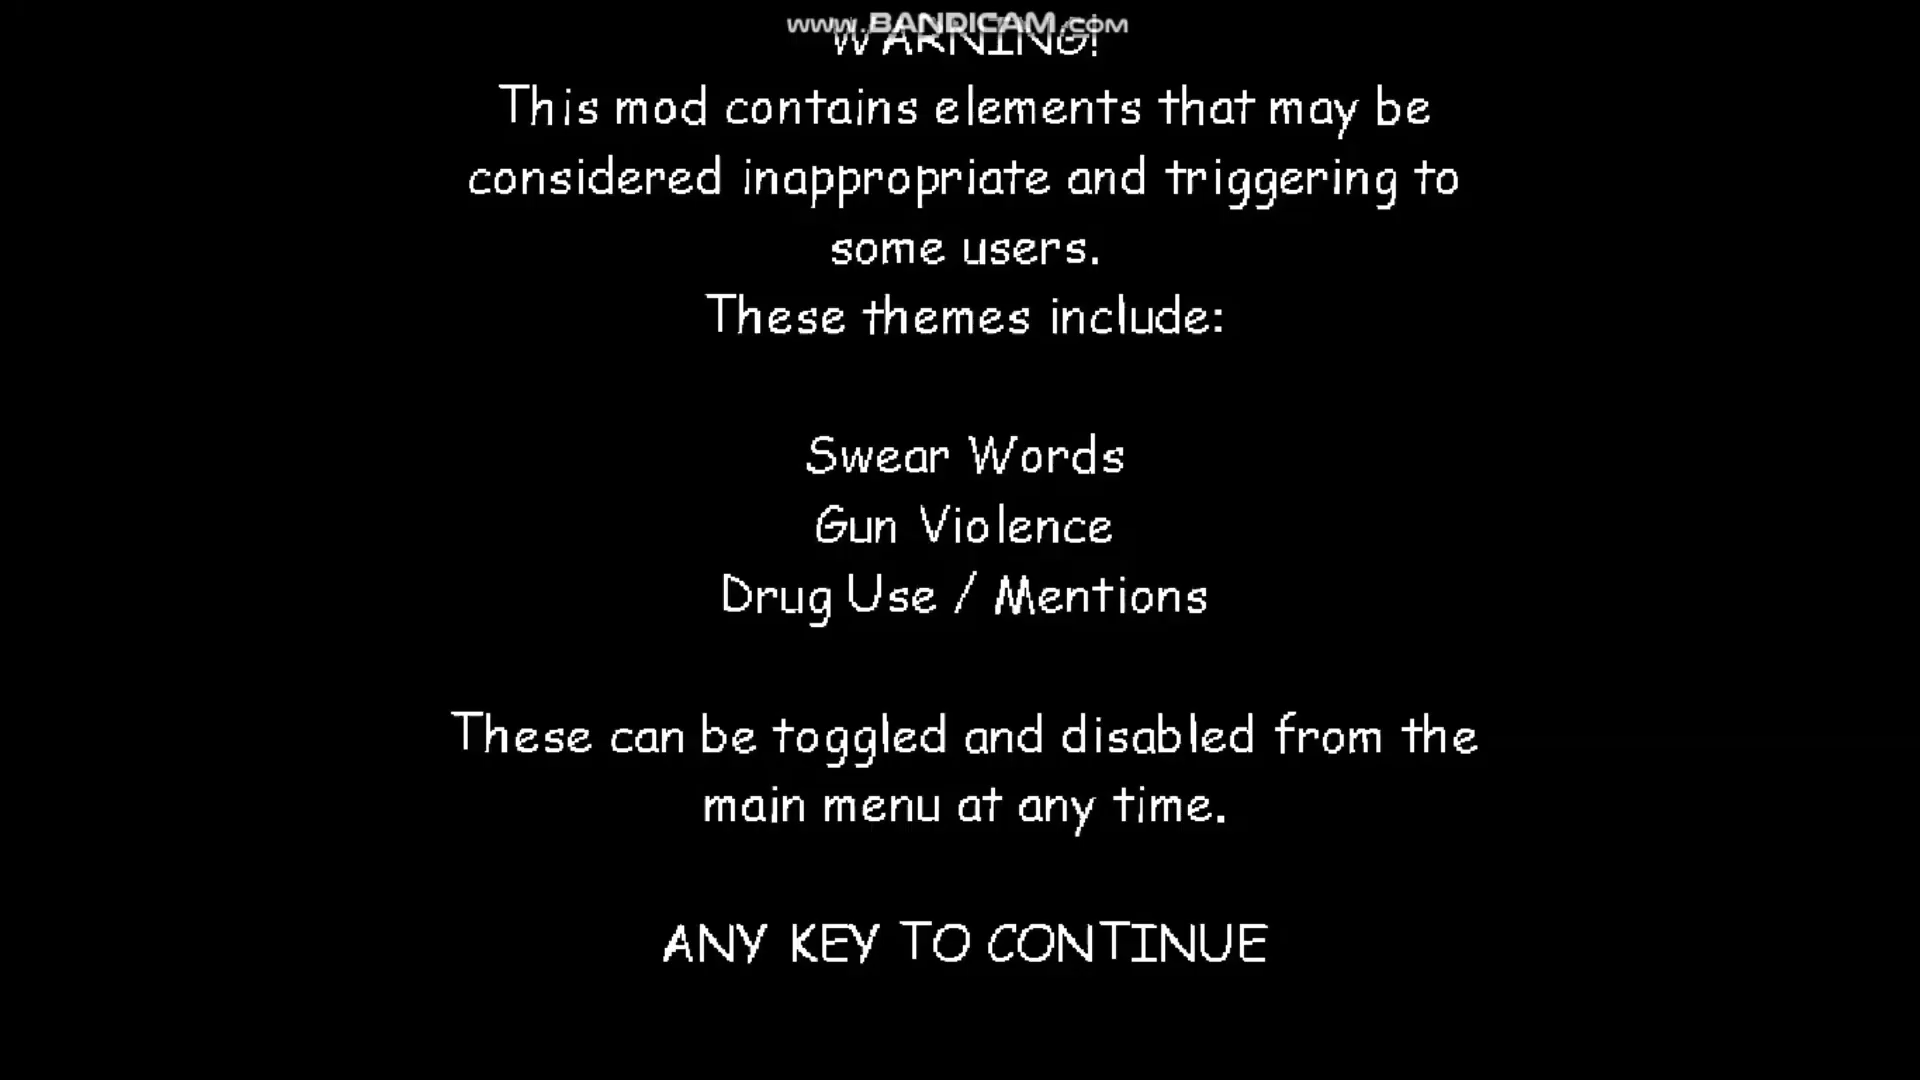 www.BANDICAM.com
WARNING!
This mod contains elements that may be
considered inappropriate and triggering to
some users.
These themes include:
Swear Words
Gun Violence
Drug Use / Mentions
These can be toggled and disabled from the
main menu at any time.
ANY KEY TO CONTINUE